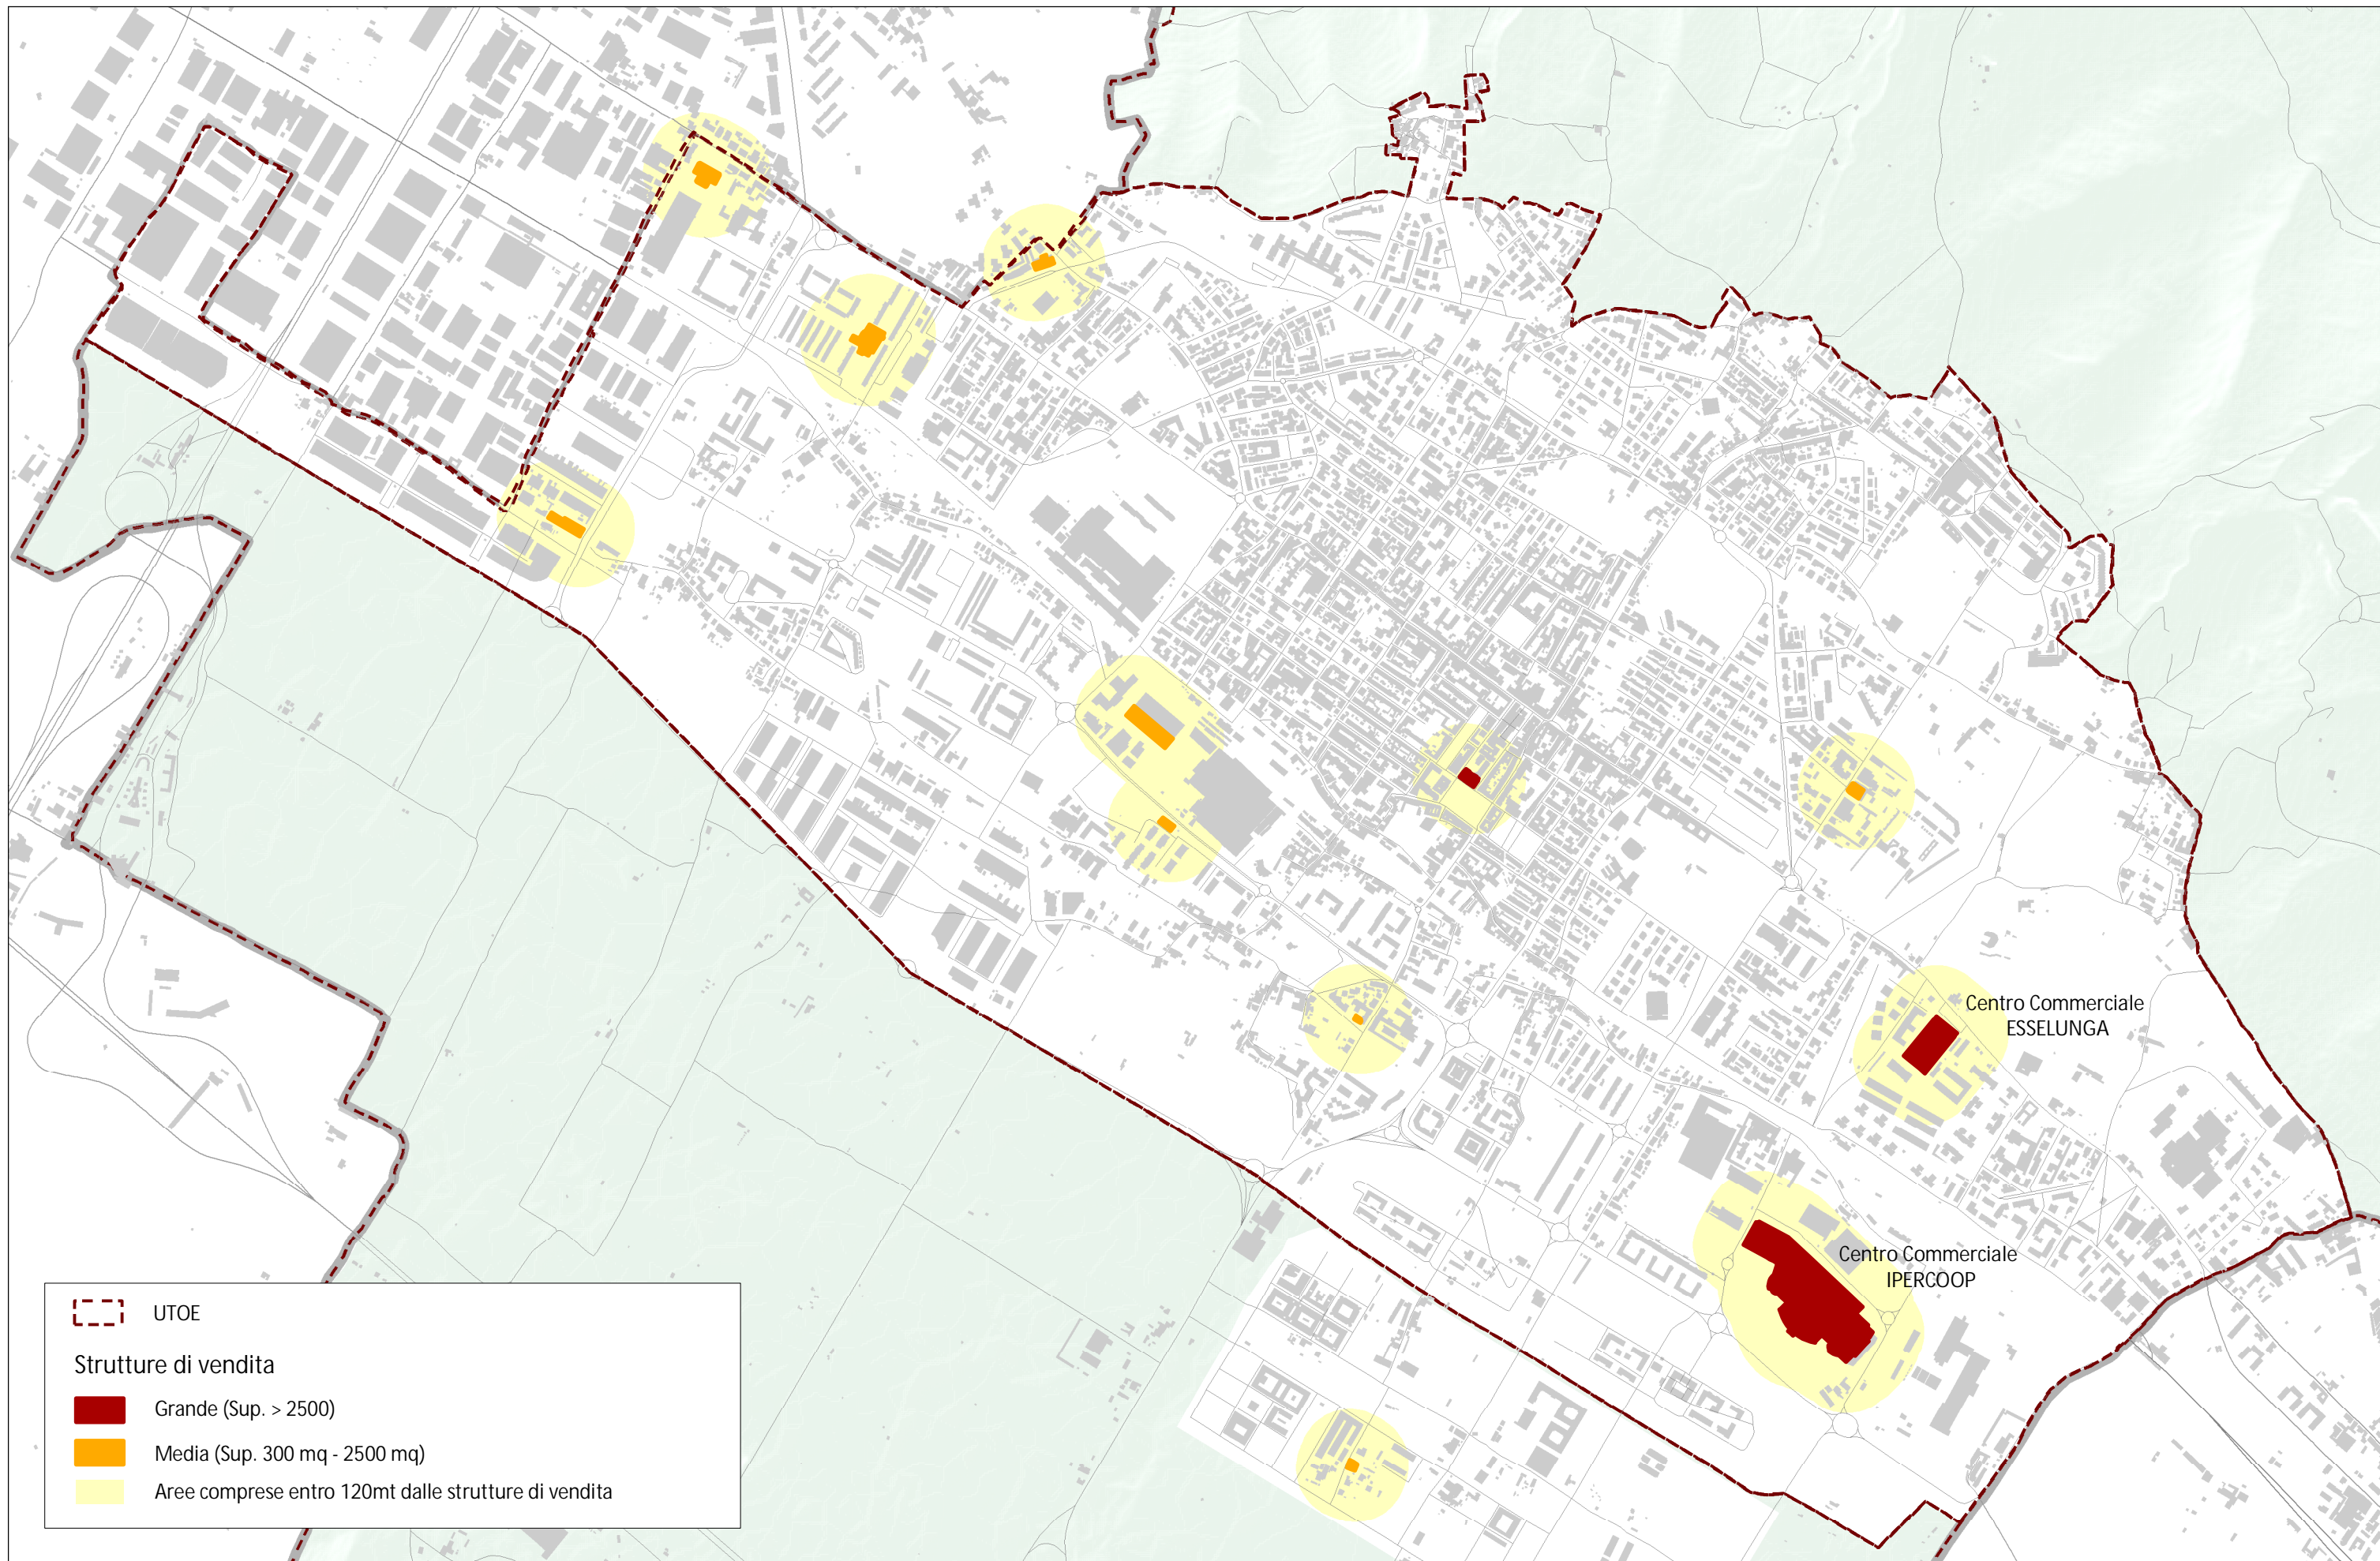 Centro Commerciale
ESSELUNGA
Centro Commerciale
IPERCOOP
UTOE
Strutture di vendita
Grande (Sup. > 2500)
Media (Sup. 300 mq - 2500 mq)
Aree comprese entro 120mt dalle strutture di vendita